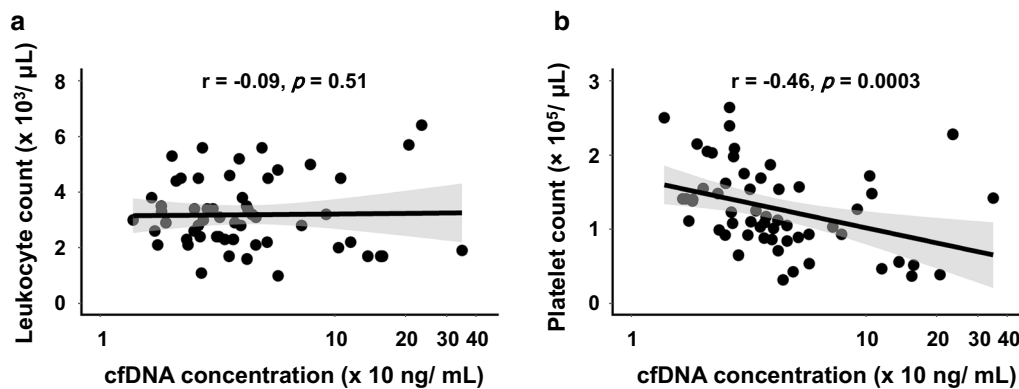 a
Leukocyte count (x 10³/ µL)
8
6
4
2
0
r = -0.09, p = 0.51
1
10
20
30
40
cfDNA concentration (x 10 ng/ mL)
b
Platelet count (× 10⁵/ µL)
3
2
1
0
r = -0.46, p = 0.0003
1
10
20
30
40
cfDNA concentration (x 10 ng/ mL)